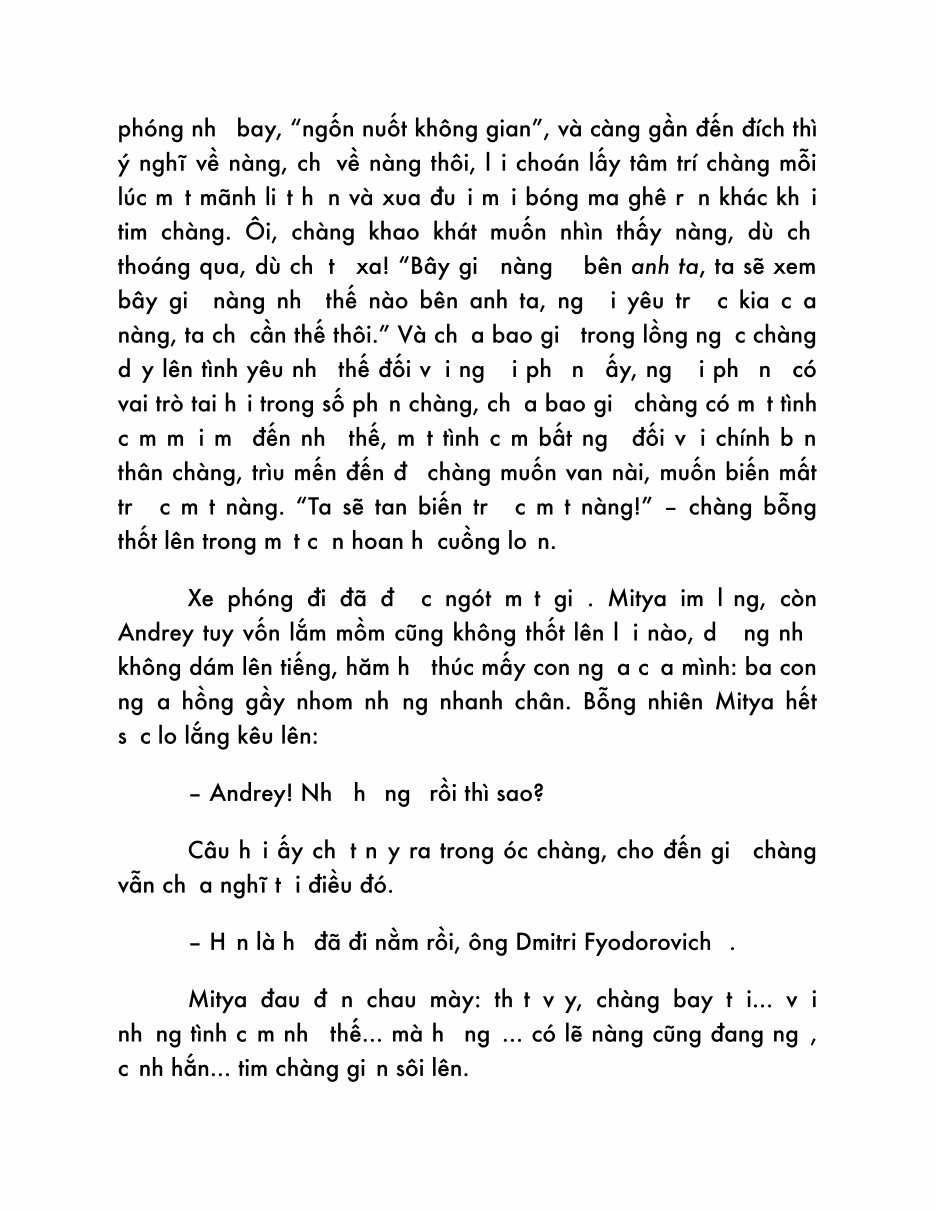 phóng nh bay, “ngốn nuốt không gian”, và càng gần đến đích thì
ý nghĩ về nàng, ch về nàng thôi, l i choán lấy tâm trí chàng mỗi
lúc m t mãnh li t h n và xua đu i m i bóng ma ghê r n khác kh i
tim chàng. Ôi, chàng khao khát muốn nhìn thấy nàng, dù ch
thoáng qua, dù ch t xa! “Bây gi nàng bên anh ta, ta sẽ xem
bây gi nàng nh thế nào bên anh ta, ng i yêu tr c kia c a
nàng, ta ch cần thế thôi.” Và ch a bao gi trong lồng ng c chàng
d y lên tình yêu nh thế đối v i ng i ph n ấy, ng i ph n có
vai trò tai h i trong số ph n chàng, ch a bao gi chàng có m t tình
c m m i m đến nh thế, m t tình c m bất ng đối v i chính b n
thân chàng, trìu mến đến đ chàng muốn van nài, muốn biến mất
tr c m t nàng. “Ta sẽ tan biến tr c m t nàng!” – chàng bỗng
thốt lên trong m t c n hoan h cuồng lo n.
Xe phóng đi đã đ c ngót m t gi . Mitya im l ng, còn
Andrey tuy vốn lắm mồm cũng không thốt lên l i nào, d ng nh
không dám lên tiếng, hăm h thúc mấy con ng a c a mình: ba con
ng a hồng gầy nhom nh ng nhanh chân. Bỗng nhiên Mitya hết
s c lo lắng kêu lên:
– Andrey! Nh h ng rồi thì sao?
Câu h i ấy ch t n y ra trong óc chàng, cho đến gi chàng
vẫn ch a nghĩ t i điều đó.
– H n là h đã đi nằm rồi, ông Dmitri Fyodorovich .
Mitya đau đ n chau mày: th t v y, chàng bay t i... v i
nh ng tình c m nh thế... mà h ng ... có lẽ nàng cũng đang ng ,
c nh hắn... tim chàng gi n sôi lên.